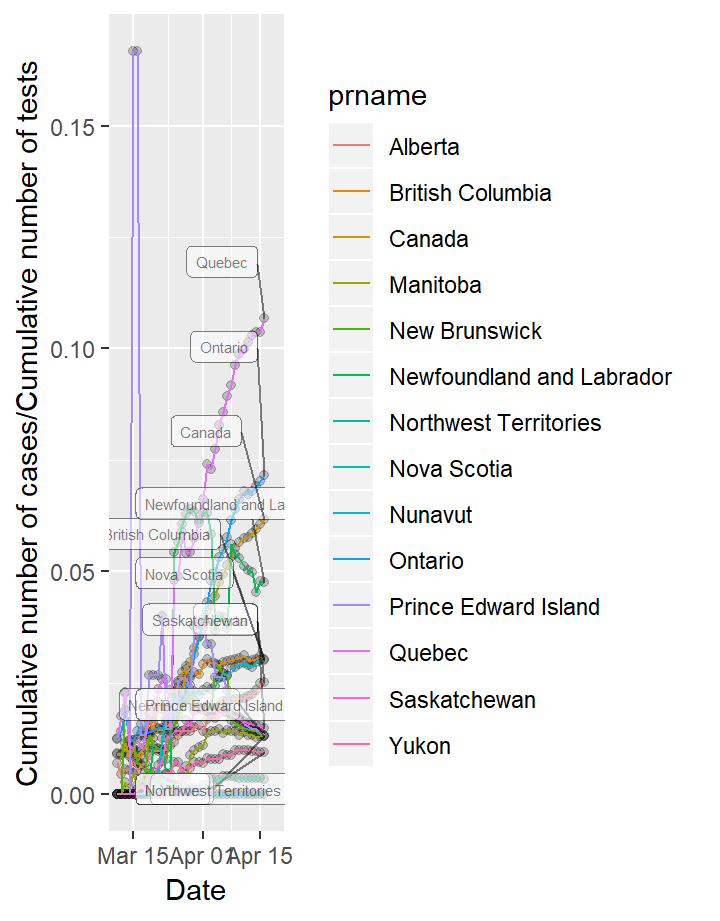 Cumulative number of cases/Cumulative number of tests
0.15
0.10
0.05
0.00
Quebec
Ontario
Canada
Newfoundland and La
British Columbia
Nova Scotia
Saskatchewan
Prince Edward Island
Northwest Territories
Mar 15
Apr 01
Apr 15
Date
prname
Alberta
British Columbia
Canada
Manitoba
New Brunswick
Newfoundland and Labrador
Northwest Territories
Nova Scotia
Nunavut
Ontario
Prince Edward Island
Quebec
Saskatchewan
Yukon